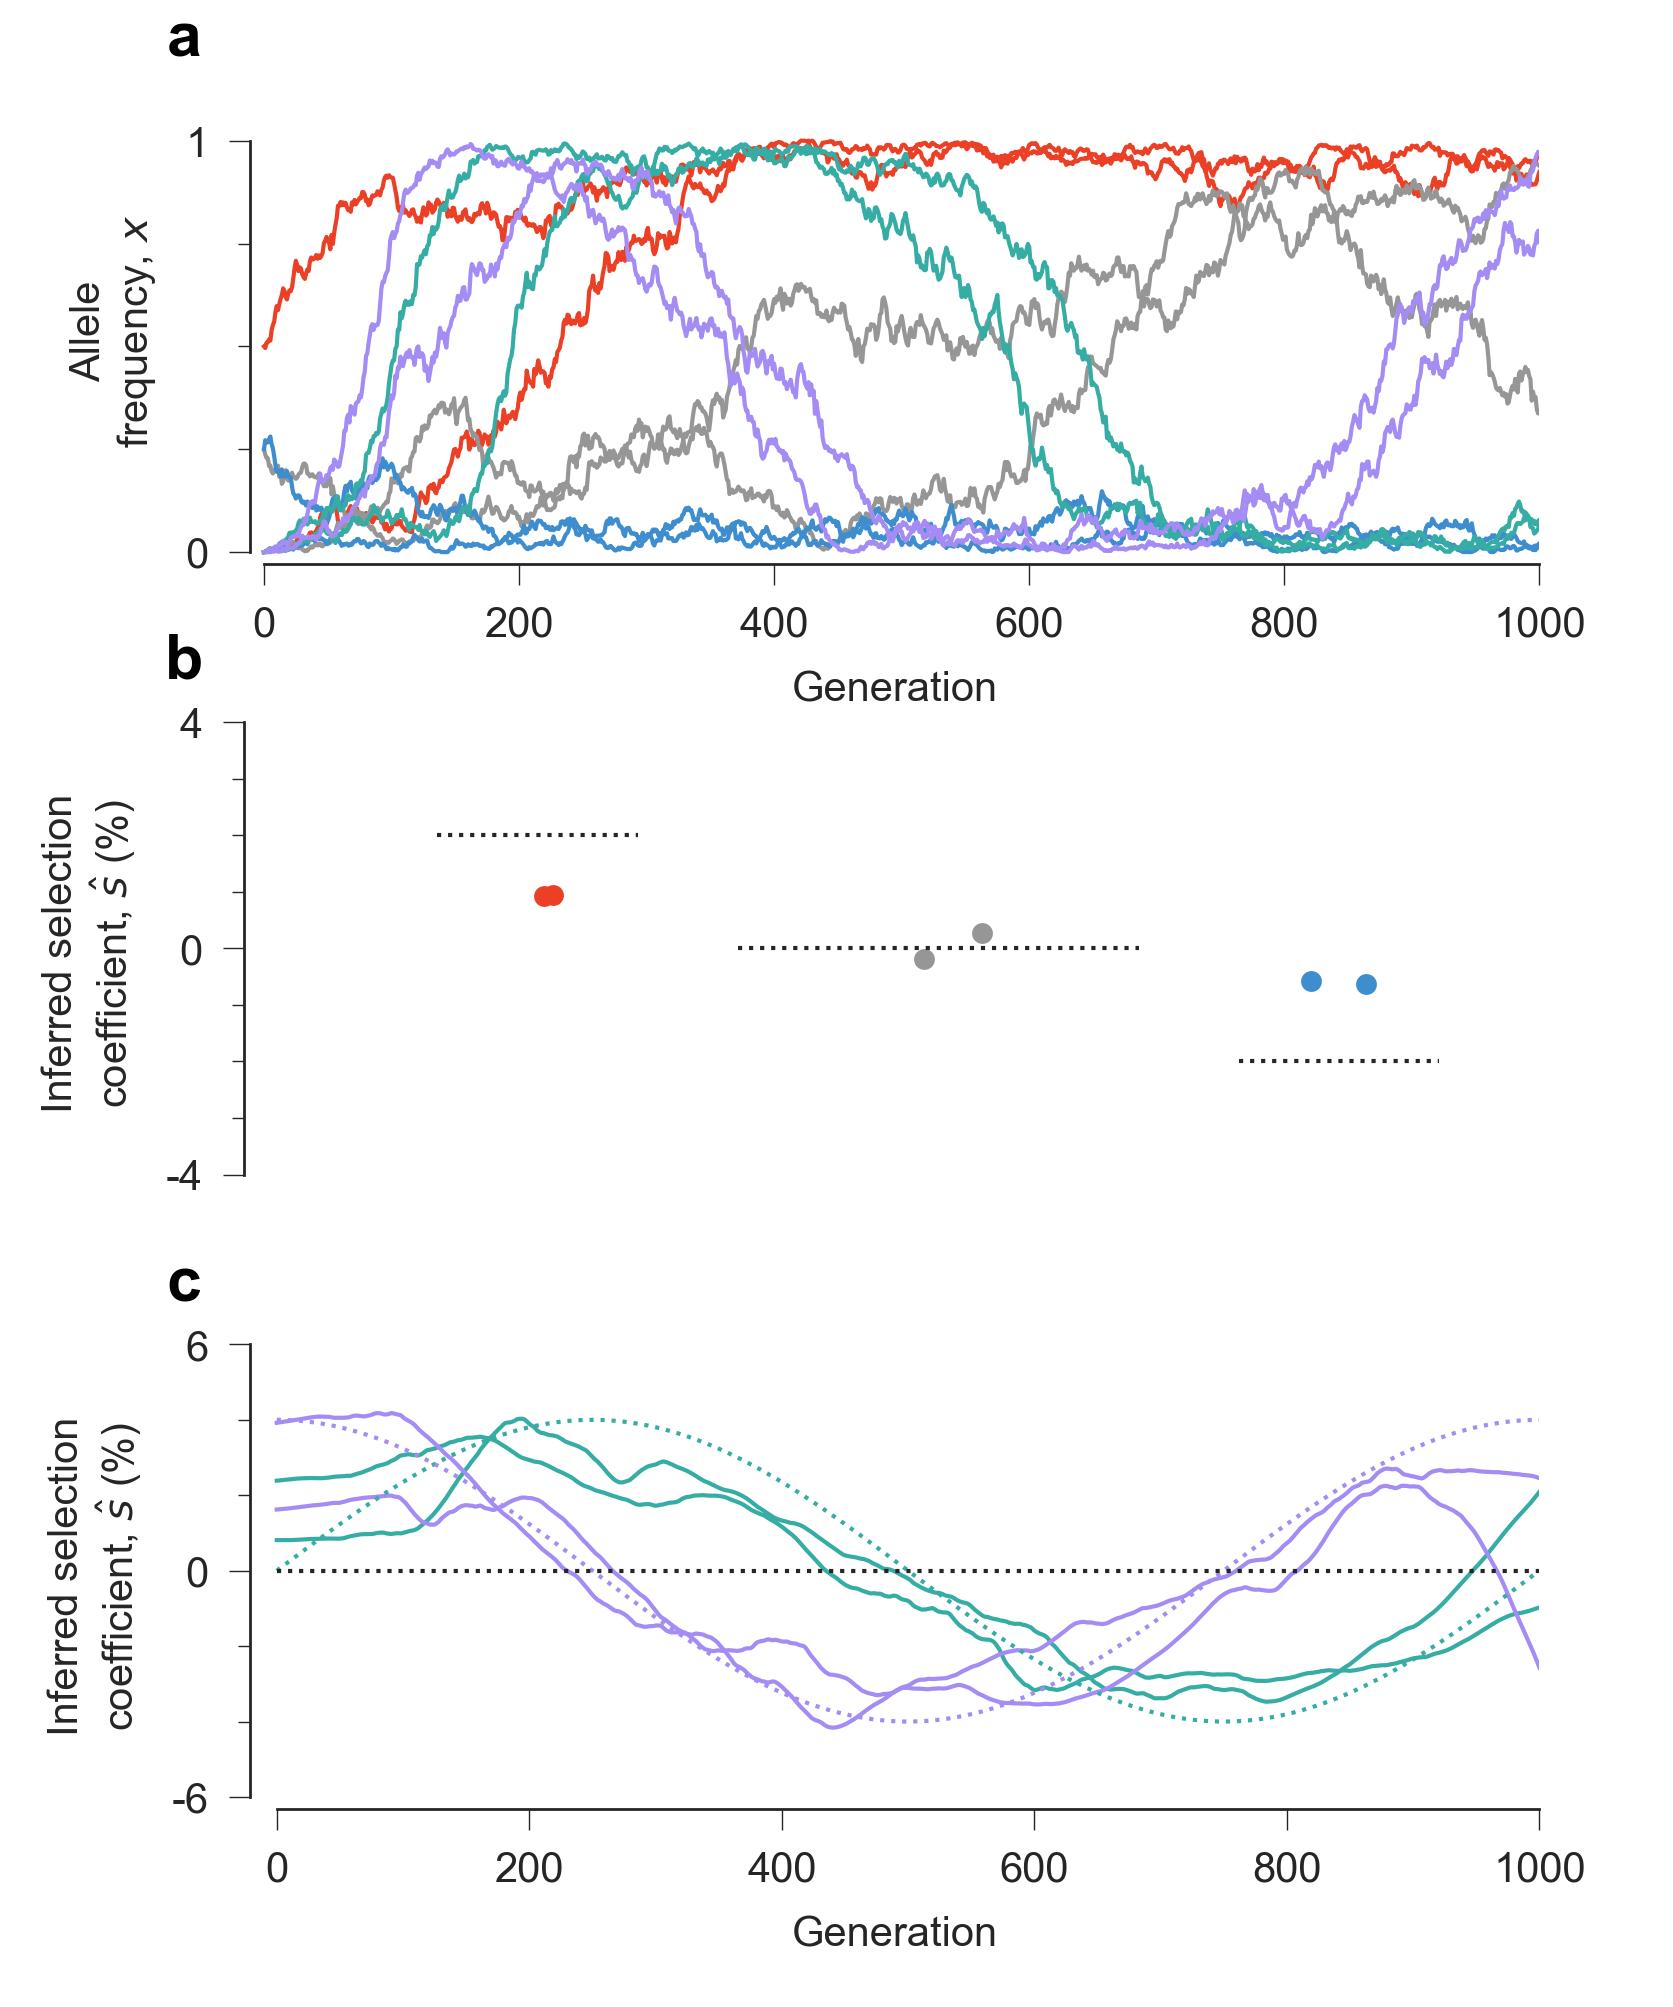 a
Allele
frequency, x
1
0
0 200 400 600 800 1000
Generation
b
Inferred selection
coefficient, ŝ (%)
4
0
-4
c
Inferred selection
coefficient, ŝ (%)
6
0
-6
0 200 400 600 800 1000
Generation